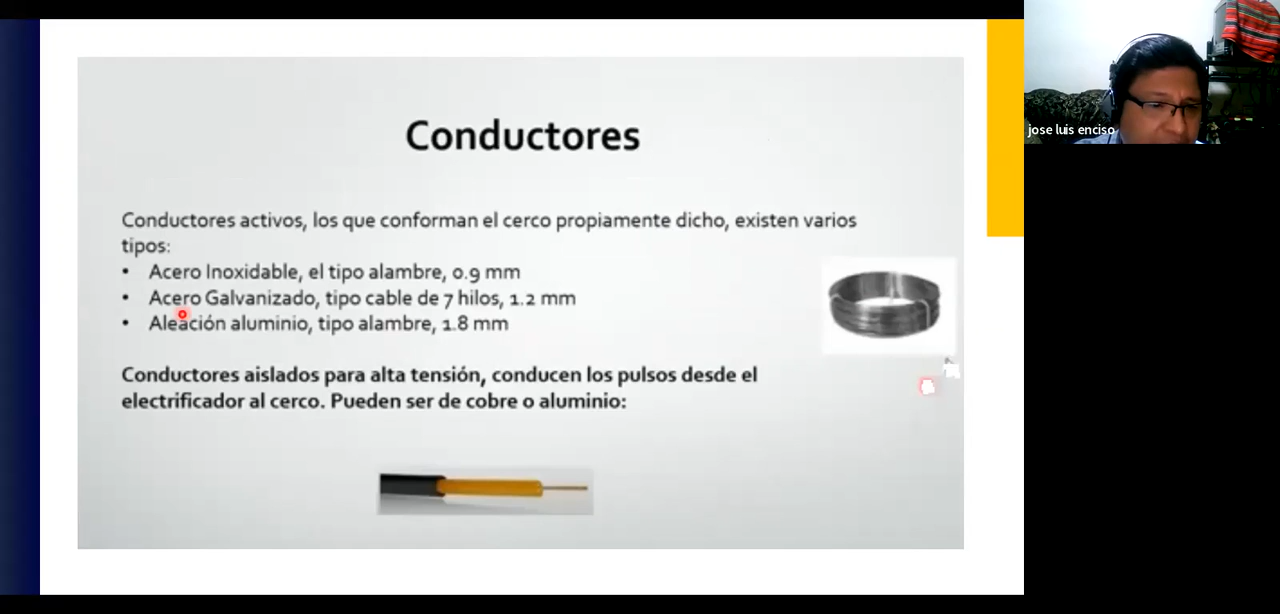 Conductores
Conductores activos, los que conforman el cerco propiamente dicho, existen varios
tipos:
• Acero Inoxidable, el tipo alambre, 0.9 mm
• Acero Galvanizado, tipo cable de 7 hilos, 1.2 mm
• Aleación aluminio, tipo alambre, 1.8 mm
Conductores aislados para alta tensión, conducen los pulsos desde el
electrificador al cerco. Pueden ser de cobre o aluminio:
jose luis enciso